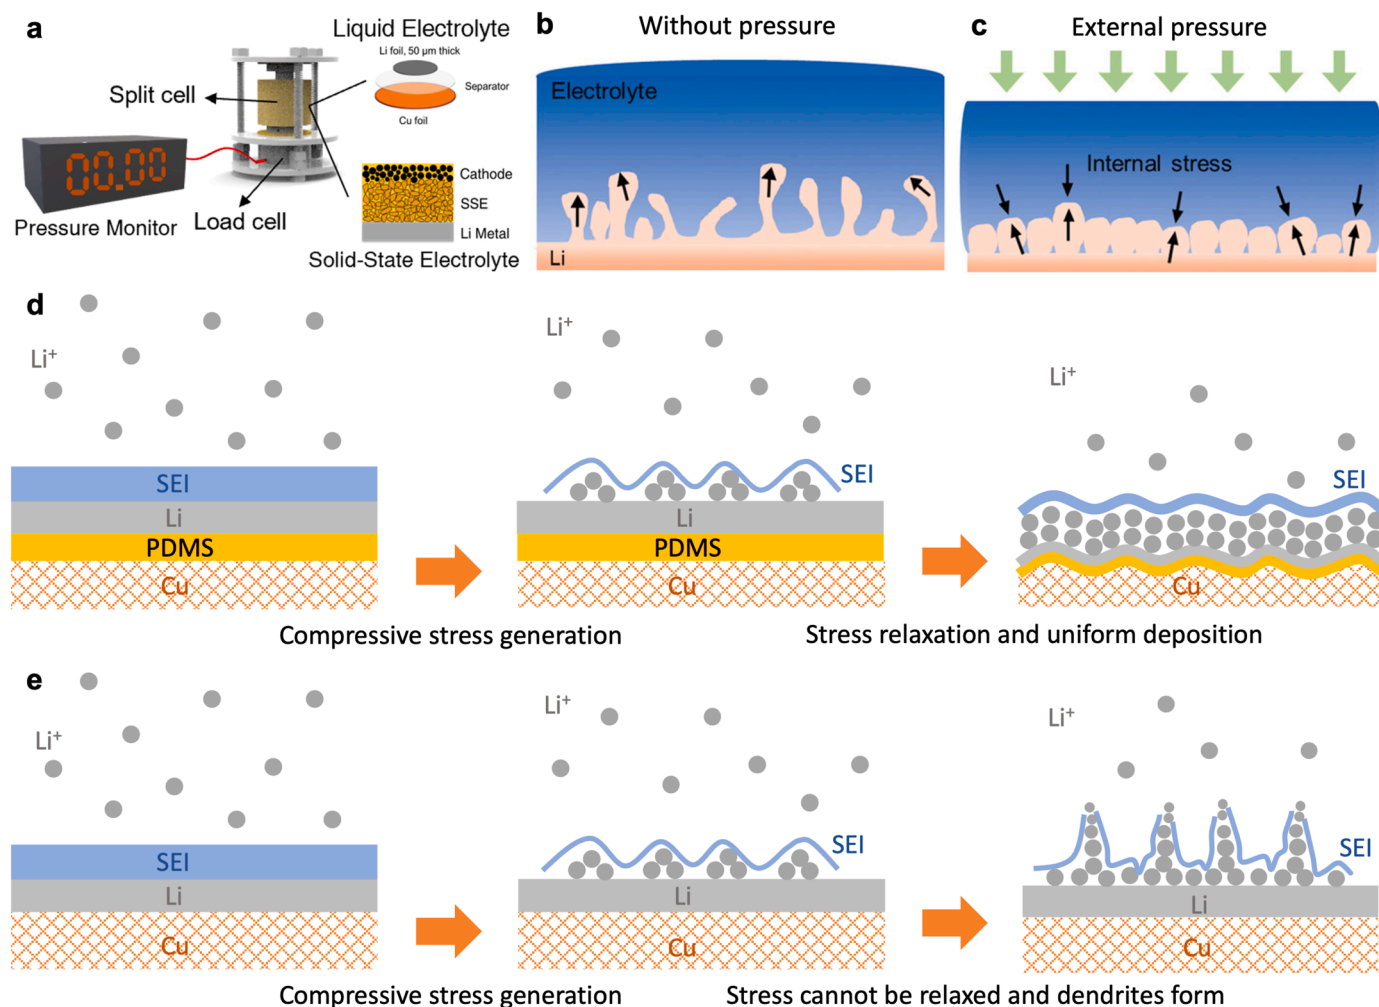 a
Liquid Electrolyte
Li foil, 50 μm thick
Separator
Cu foil
Split cell
00.00
Pressure Monitor
Load cell
Cathode
SSE
Li Metal
Solid-State Electrolyte
b
Without pressure
Electrolyte
Li
c
External pressure
Internal stress
d
Li⁺
SEI
Li
PDMS
Cu
Li⁺
SEI
Li
PDMS
Cu
Li⁺
SEI
Cu
Compressive stress generation
Stress relaxation and uniform deposition
e
Li⁺
SEI
Li
Cu
Li⁺
SEI
Li
Cu
Li⁺
SEI
Li
Cu
Compressive stress generation
Stress cannot be relaxed and dendrites form